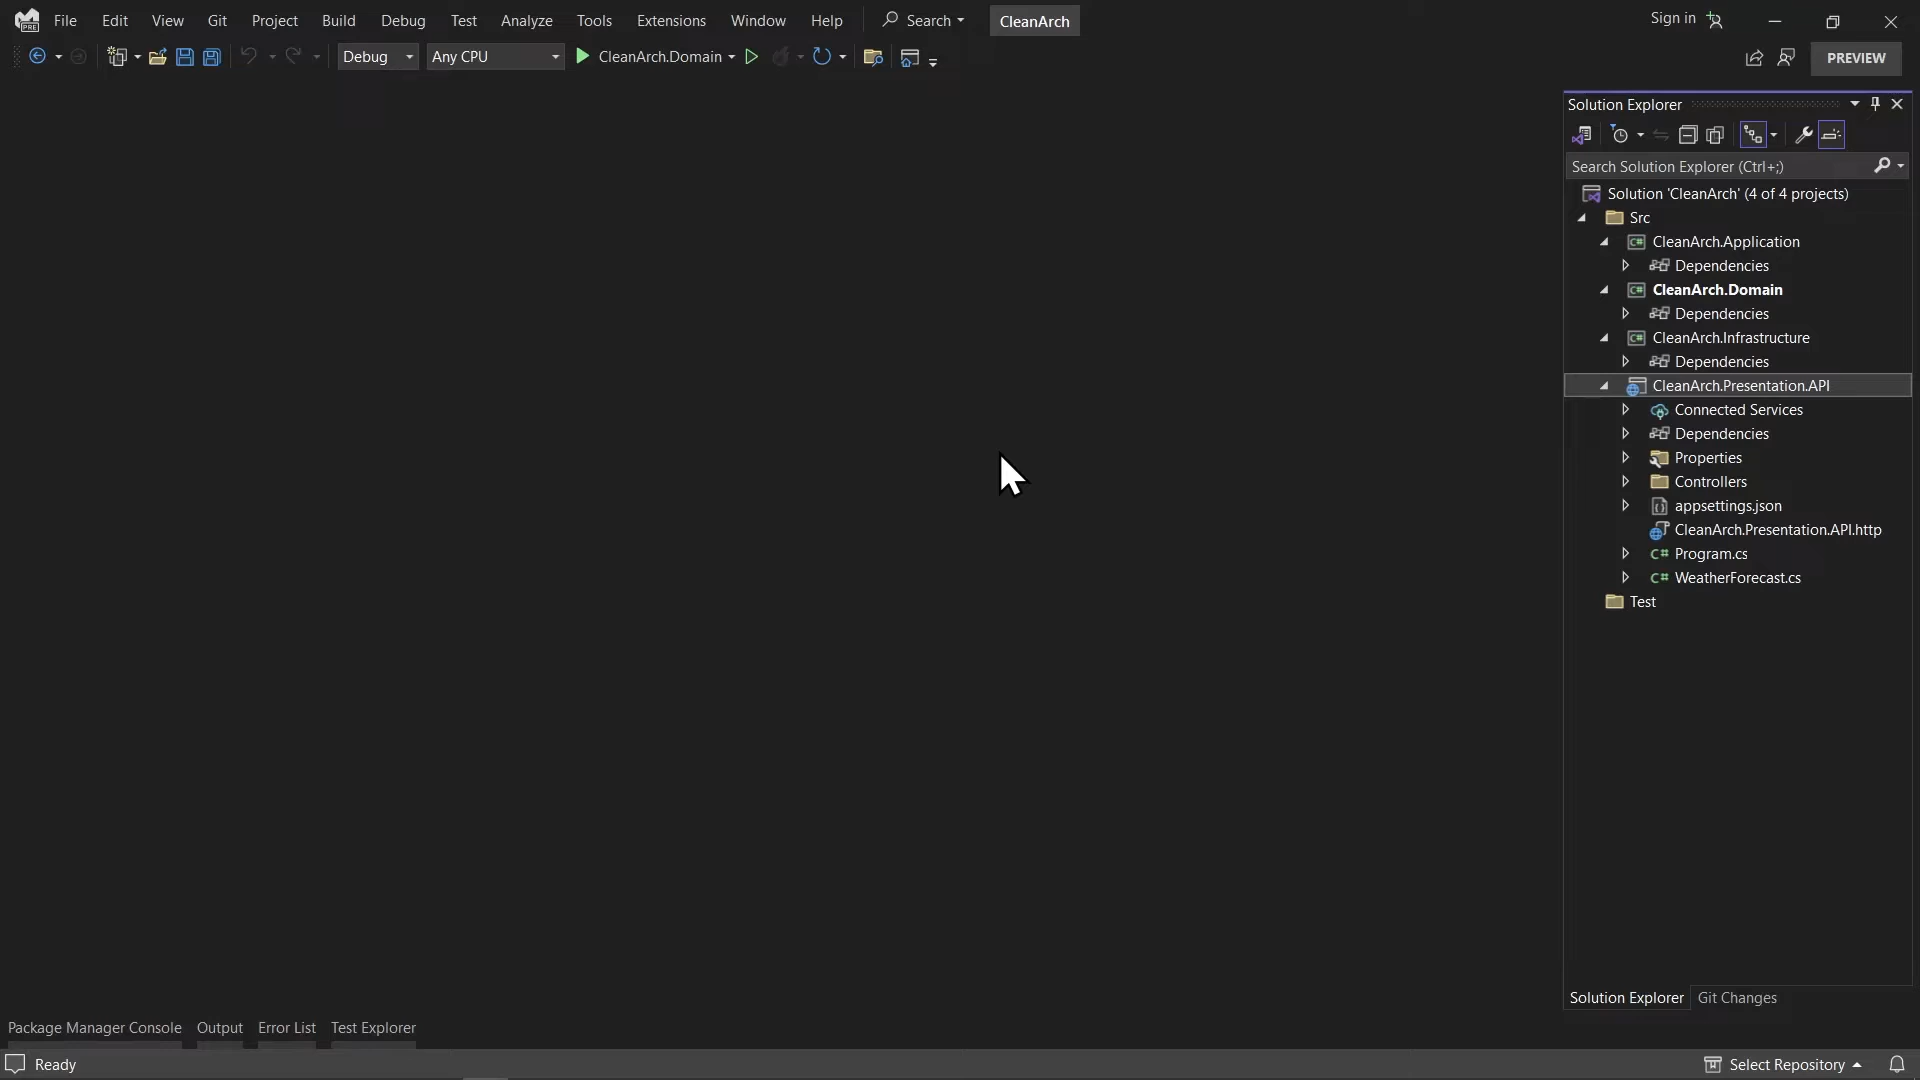 File Edit View Git Project Build Debug Test Analyze Tools Extensions Window Help Search CleanArch Sign in
Debug Any CPU CleanArch.Domain PREVIEW
Solution Explorer
Search Solution Explorer (Ctrl+;)
Solution 'CleanArch' (4 of 4 projects)
Src
C# CleanArch.Application
Dependencies
C# CleanArch.Domain
Dependencies
C# CleanArch.Infrastructure
Dependencies
CleanArch.Presentation.API
Connected Services
Dependencies
Properties
Controllers
appsettings.json
CleanArch.Presentation.API.http
C# Program.cs
C# WeatherForecast.cs
Test
Solution Explorer Git Changes
Package Manager Console Output Error List Test Explorer
Ready Select Repository